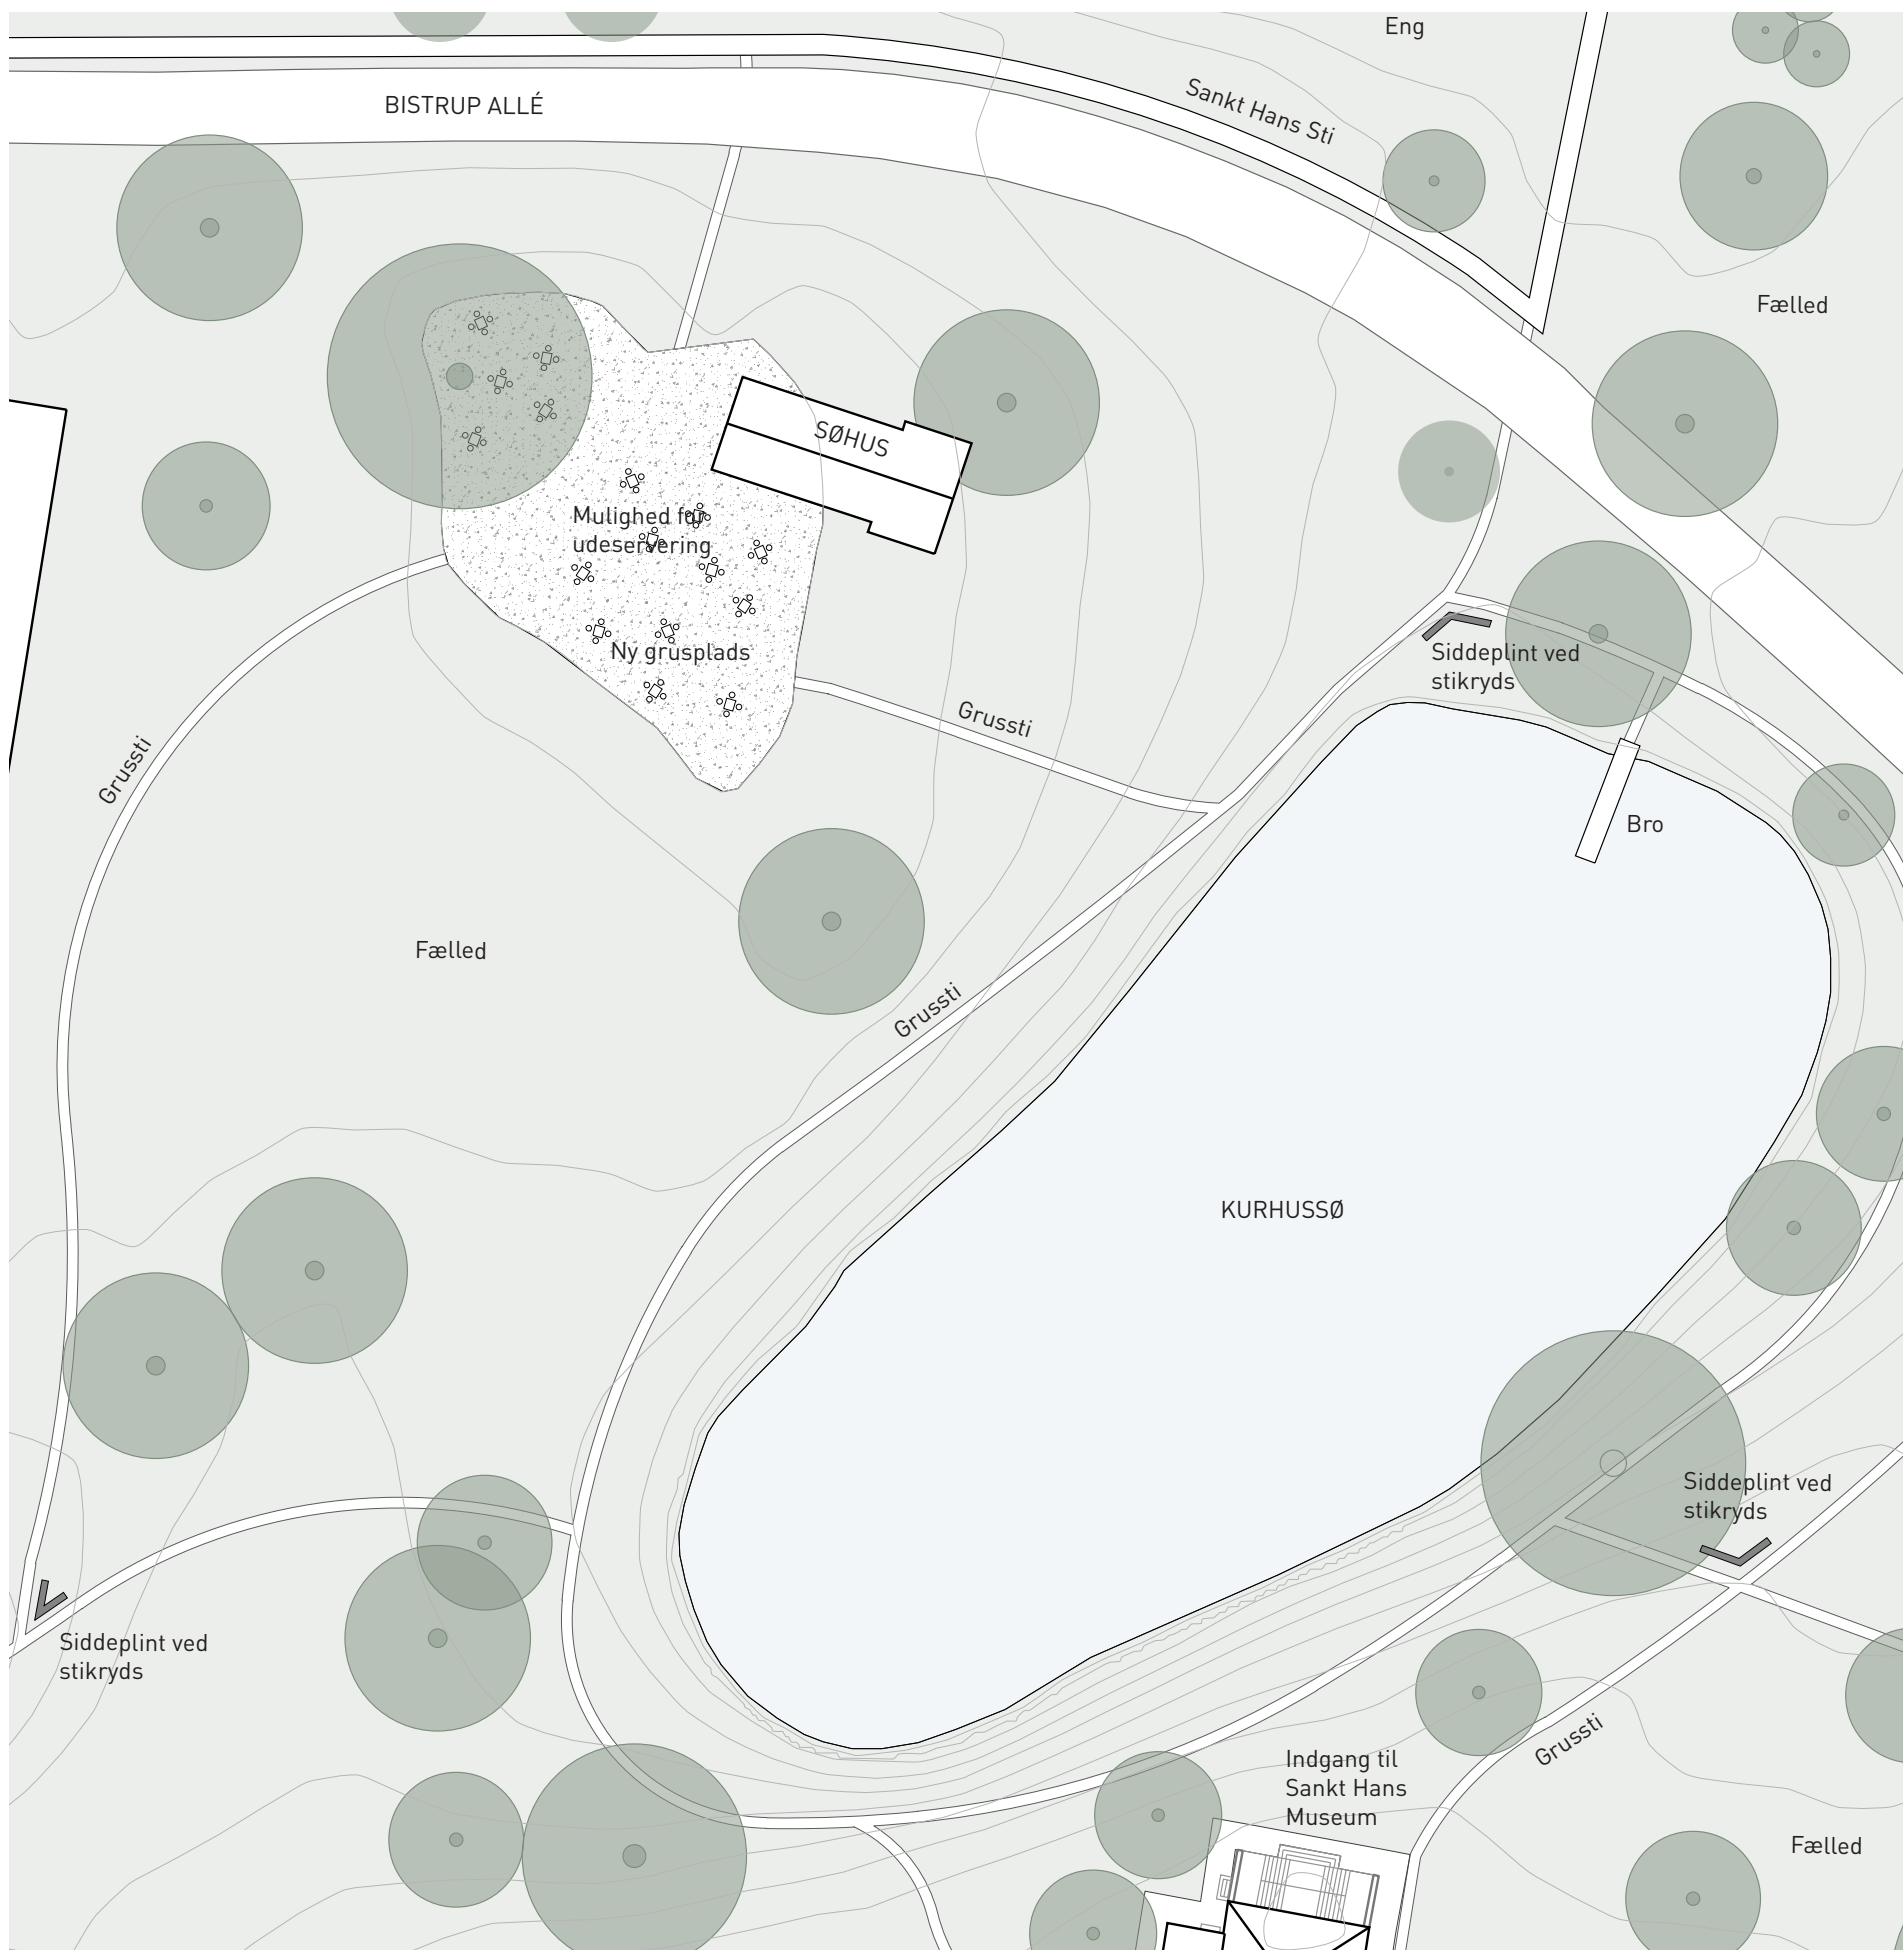 Eng
BISTRUP ALLÉ
Sankt Hans Sti
Fælled
SØHUS
Mulighed for
udeservering
Ny grusplads
Siddeplint ved
stikryds
Grussti
Grussti
Bro
Fælled
Grussti
KURHUSSØ
Siddeplint ved
stikryds
Siddeplint ved
stikryds
Grussti
Indgang til
Sankt Hans
Museum
Fælled